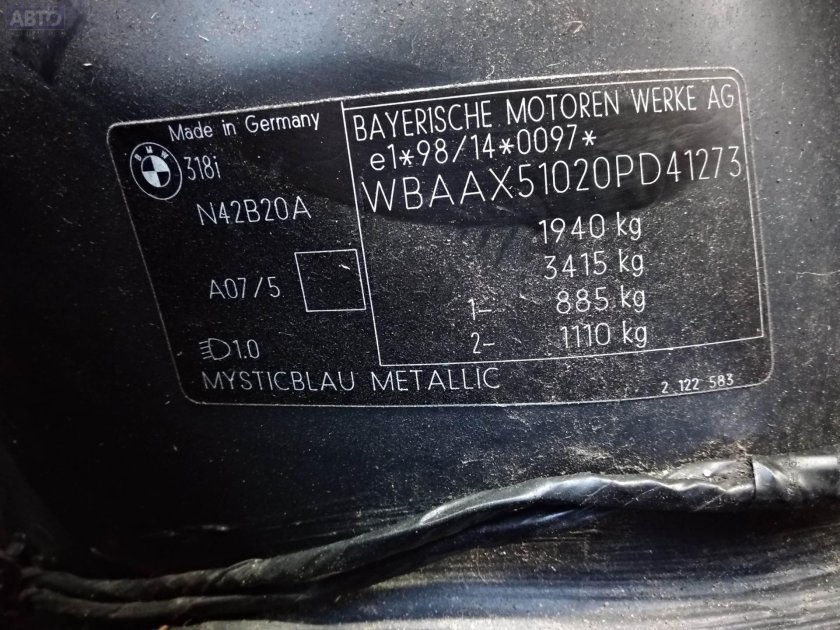 АВТО
Made in Germany
BMW
318i
N42B20A
A07/5
1.0
MYSTICBLAU METALLIC
BAYERISCHE MOTOREN WERKE AG
e1*98/14*0097*
WBAAX51020PD41273
1940 kg
3415 kg
1- 885 kg
2- 1110 kg
2 122 583